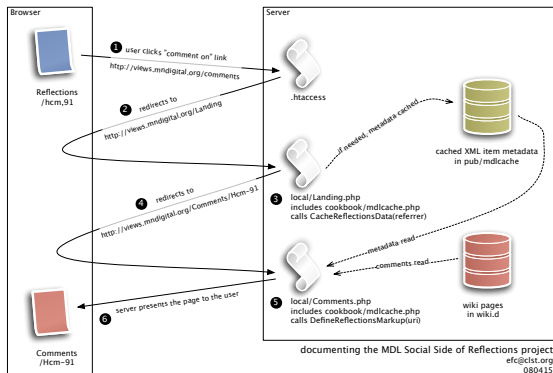 Browser
Server
1 user clicks "comment on" link
http://views.mndigital.org/comments
Reflections
/hcm,91
.htaccess
2 redirects to
http://views.mndigital.org/Landing
if needed, metadata cached
cached XML item metadata
in pub/mdlcache
3 local/Landing.php
includes cookbook/mdlcache.php
calls CacheReflectionsData(referrer)
4 redirects to
http://views.mndigital.org/Comments/Hcm-91
metadata read
comments read
5 local/Comments.php
includes cookbook/mdlcache.php
calls DefineReflectionsMarkup(uri)
wiki pages
in wiki.d
6 server presents the page to the user
Comments
/Hcm-91
documenting the MDL Social Side of Reflections project
efc@clst.org
080415